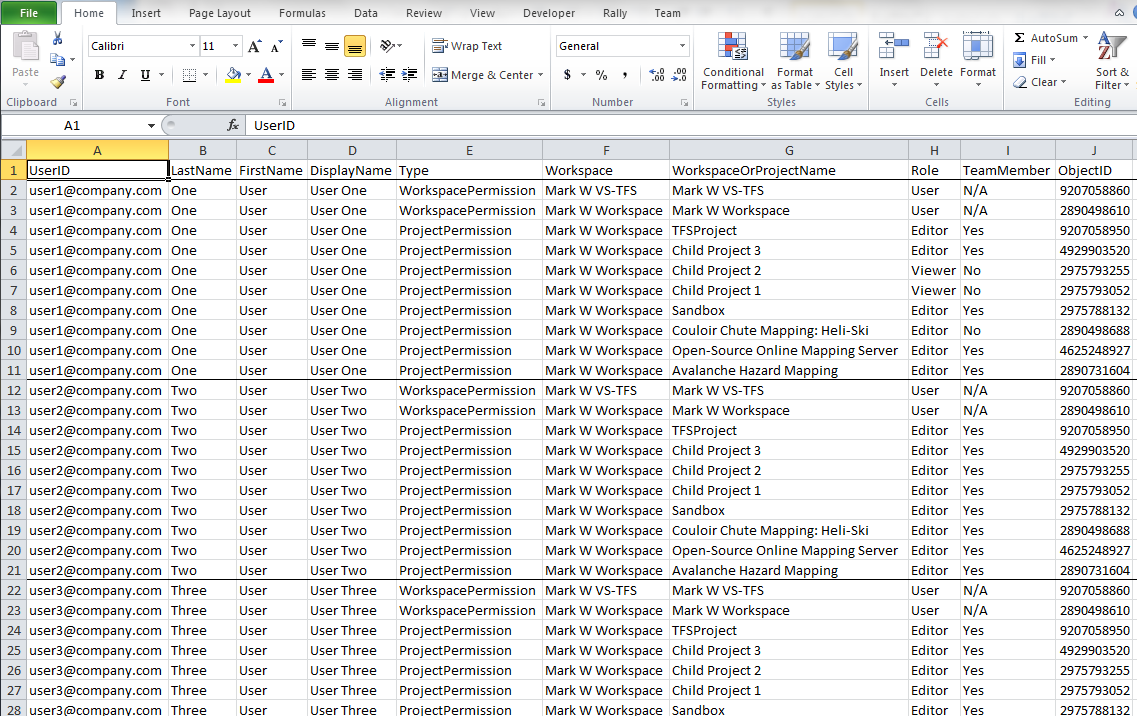 File Home Insert Page Layout Formulas Data Review View Developer Rally Team
Calibri 11 A A Wrap Text General AutoSum
Paste B I U A Merge & Center $ % , .00 .00 Conditional Formatting Format as Table Cell Styles Insert Delete Format Fill Clear Sort & Filter
Clipboard Font Alignment Number Styles Cells Editing
A1 fx UserID
A B C D E F G H I J
1 UserID LastName FirstName DisplayName Type Workspace WorkspaceOrProjectName Role TeamMember ObjectID
2 user1@company.com One User User One WorkspacePermission Mark W VS-TFS Mark W VS-TFS User N/A 9207058860
3 user1@company.com One User User One WorkspacePermission Mark W Workspace Mark W Workspace User N/A 2890498610
4 user1@company.com One User User One ProjectPermission Mark W Workspace TFSProject Editor Yes 9207058950
5 user1@company.com One User User One ProjectPermission Mark W Workspace Child Project 3 Editor Yes 4929903520
6 user1@company.com One User User One ProjectPermission Mark W Workspace Child Project 2 Viewer No 2975793255
7 user1@company.com One User User One ProjectPermission Mark W Workspace Child Project 1 Viewer No 2975793052
8 user1@company.com One User User One ProjectPermission Mark W Workspace Sandbox Editor Yes 2975788132
9 user1@company.com One User User One ProjectPermission Mark W Workspace Couloir Chute Mapping: Heli-Ski Editor No 2890498688
10 user1@company.com One User User One ProjectPermission Mark W Workspace Open-Source Online Mapping Server Editor Yes 4625248927
11 user1@company.com One User User One ProjectPermission Mark W Workspace Avalanche Hazard Mapping Editor Yes 2890731604
12 user2@company.com Two User User Two WorkspacePermission Mark W VS-TFS Mark W VS-TFS User N/A 9207058860
13 user2@company.com Two User User Two WorkspacePermission Mark W Workspace Mark W Workspace User N/A 2890498610
14 user2@company.com Two User User Two ProjectPermission Mark W Workspace TFSProject Editor Yes 9207058950
15 user2@company.com Two User User Two ProjectPermission Mark W Workspace Child Project 3 Editor Yes 4929903520
16 user2@company.com Two User User Two ProjectPermission Mark W Workspace Child Project 2 Editor Yes 2975793255
17 user2@company.com Two User User Two ProjectPermission Mark W Workspace Child Project 1 Editor Yes 2975793052
18 user2@company.com Two User User Two ProjectPermission Mark W Workspace Sandbox Editor Yes 2975788132
19 user2@company.com Two User User Two ProjectPermission Mark W Workspace Couloir Chute Mapping: Heli-Ski Editor Yes 2890498688
20 user2@company.com Two User User Two ProjectPermission Mark W Workspace Open-Source Online Mapping Server Editor Yes 4625248927
21 user2@company.com Two User User Two ProjectPermission Mark W Workspace Avalanche Hazard Mapping Editor Yes 2890731604
22 user3@company.com Three User User Three WorkspacePermission Mark W VS-TFS Mark W VS-TFS User N/A 9207058860
23 user3@company.com Three User User Three WorkspacePermission Mark W Workspace Mark W Workspace User N/A 2890498610
24 user3@company.com Three User User Three ProjectPermission Mark W Workspace TFSProject Editor Yes 9207058950
25 user3@company.com Three User User Three ProjectPermission Mark W Workspace Child Project 3 Editor Yes 4929903520
26 user3@company.com Three User User Three ProjectPermission Mark W Workspace Child Project 2 Editor Yes 2975793255
27 user3@company.com Three User User Three ProjectPermission Mark W Workspace Child Project 1 Editor Yes 2975793052
28 user3@company.com Three User User Three ProjectPermission Mark W Workspace Sandbox Editor Yes 2975788132